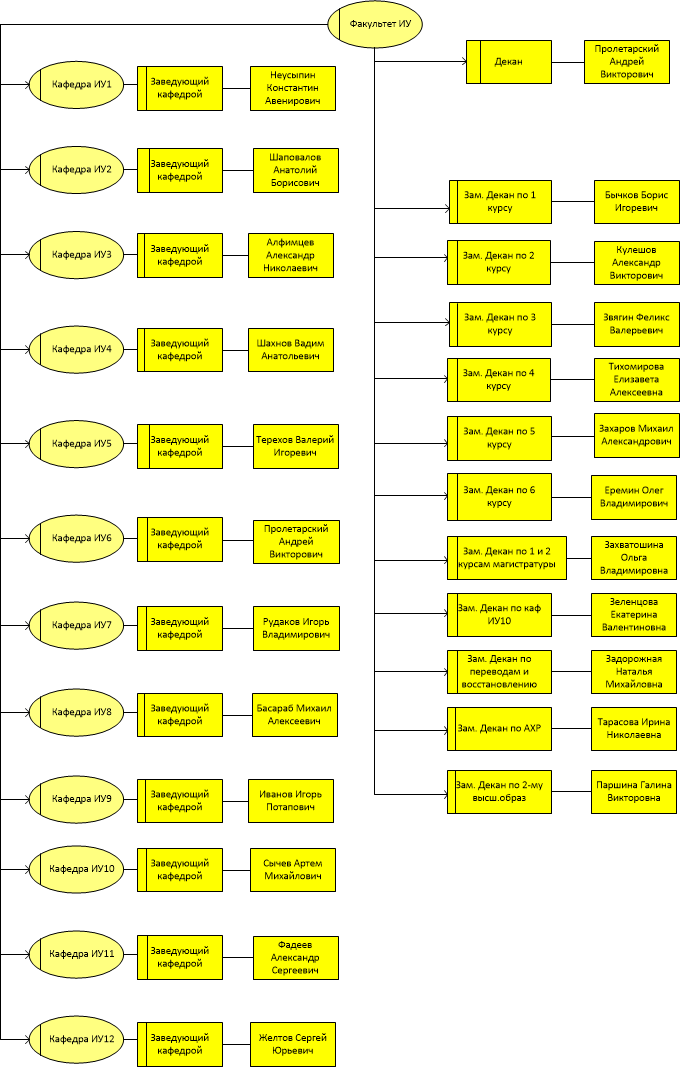 Факультет ИУ
Кафедра ИУ1
Заведующий
кафедрой
Неусыпин
Константин
Авенирович
Кафедра ИУ2
Заведующий
кафедрой
Шаповалов
Анатолий
Борисович
Кафедра ИУ3
Заведующий
кафедрой
Алфимцев
Александр
Николаевич
Кафедра ИУ4
Заведующий
кафедрой
Шахнов Вадим
Анатольевич
Кафедра ИУ5
Заведующий
кафедрой
Терехов Валерий
Игоревич
Кафедра ИУ6
Заведующий
кафедрой
Пролетарский
Андрей
Викторович
Кафедра ИУ7
Заведующий
кафедрой
Рудаков Игорь
Владимирович
Кафедра ИУ8
Заведующий
кафедрой
Басараб Михаил
Алексеевич
Кафедра ИУ9
Заведующий
кафедрой
Иванов Игорь
Потапович
Кафедра ИУ10
Заведующий
кафедрой
Сычев Артем
Михайлович
Кафедра ИУ11
Заведующий
кафедрой
Фадеев
Александр
Сергеевич
Кафедра ИУ12
Заведующий
кафедрой
Желтов Сергей
Юрьевич
Декан
Пролетарский
Андрей
Викторович
Зам. Декан по 1
курсу
Бычков Борис
Игоревич
Зам. Декан по 2
курсу
Кулешов
Александр
Викторович
Зам. Декан по 3
курсу
Звягин Феликс
Валерьевич
Зам. Декан по 4
курсу
Тихомирова
Елизавета
Алексеевна
Зам. Декан по 5
курсу
Захаров Михаил
Александрович
Зам. Декан по 6
курсу
Еремин Олег
Владимирович
Зам. Декан по 1 и 2
курсам магистратуры
Захватошина
Ольга
Владимировна
Зам. Декан по каф
ИУ10
Зеленцова
Екатерина
Валентиновна
Зам. Декан по
переводам и
восстановлению
Задорожная
Наталья
Михайловна
Зам. Декан по АХР
Тарасова Ирина
Николаевна
Зам. Декан по 2-му
высш.образ
Паршина Галина
Викторовна